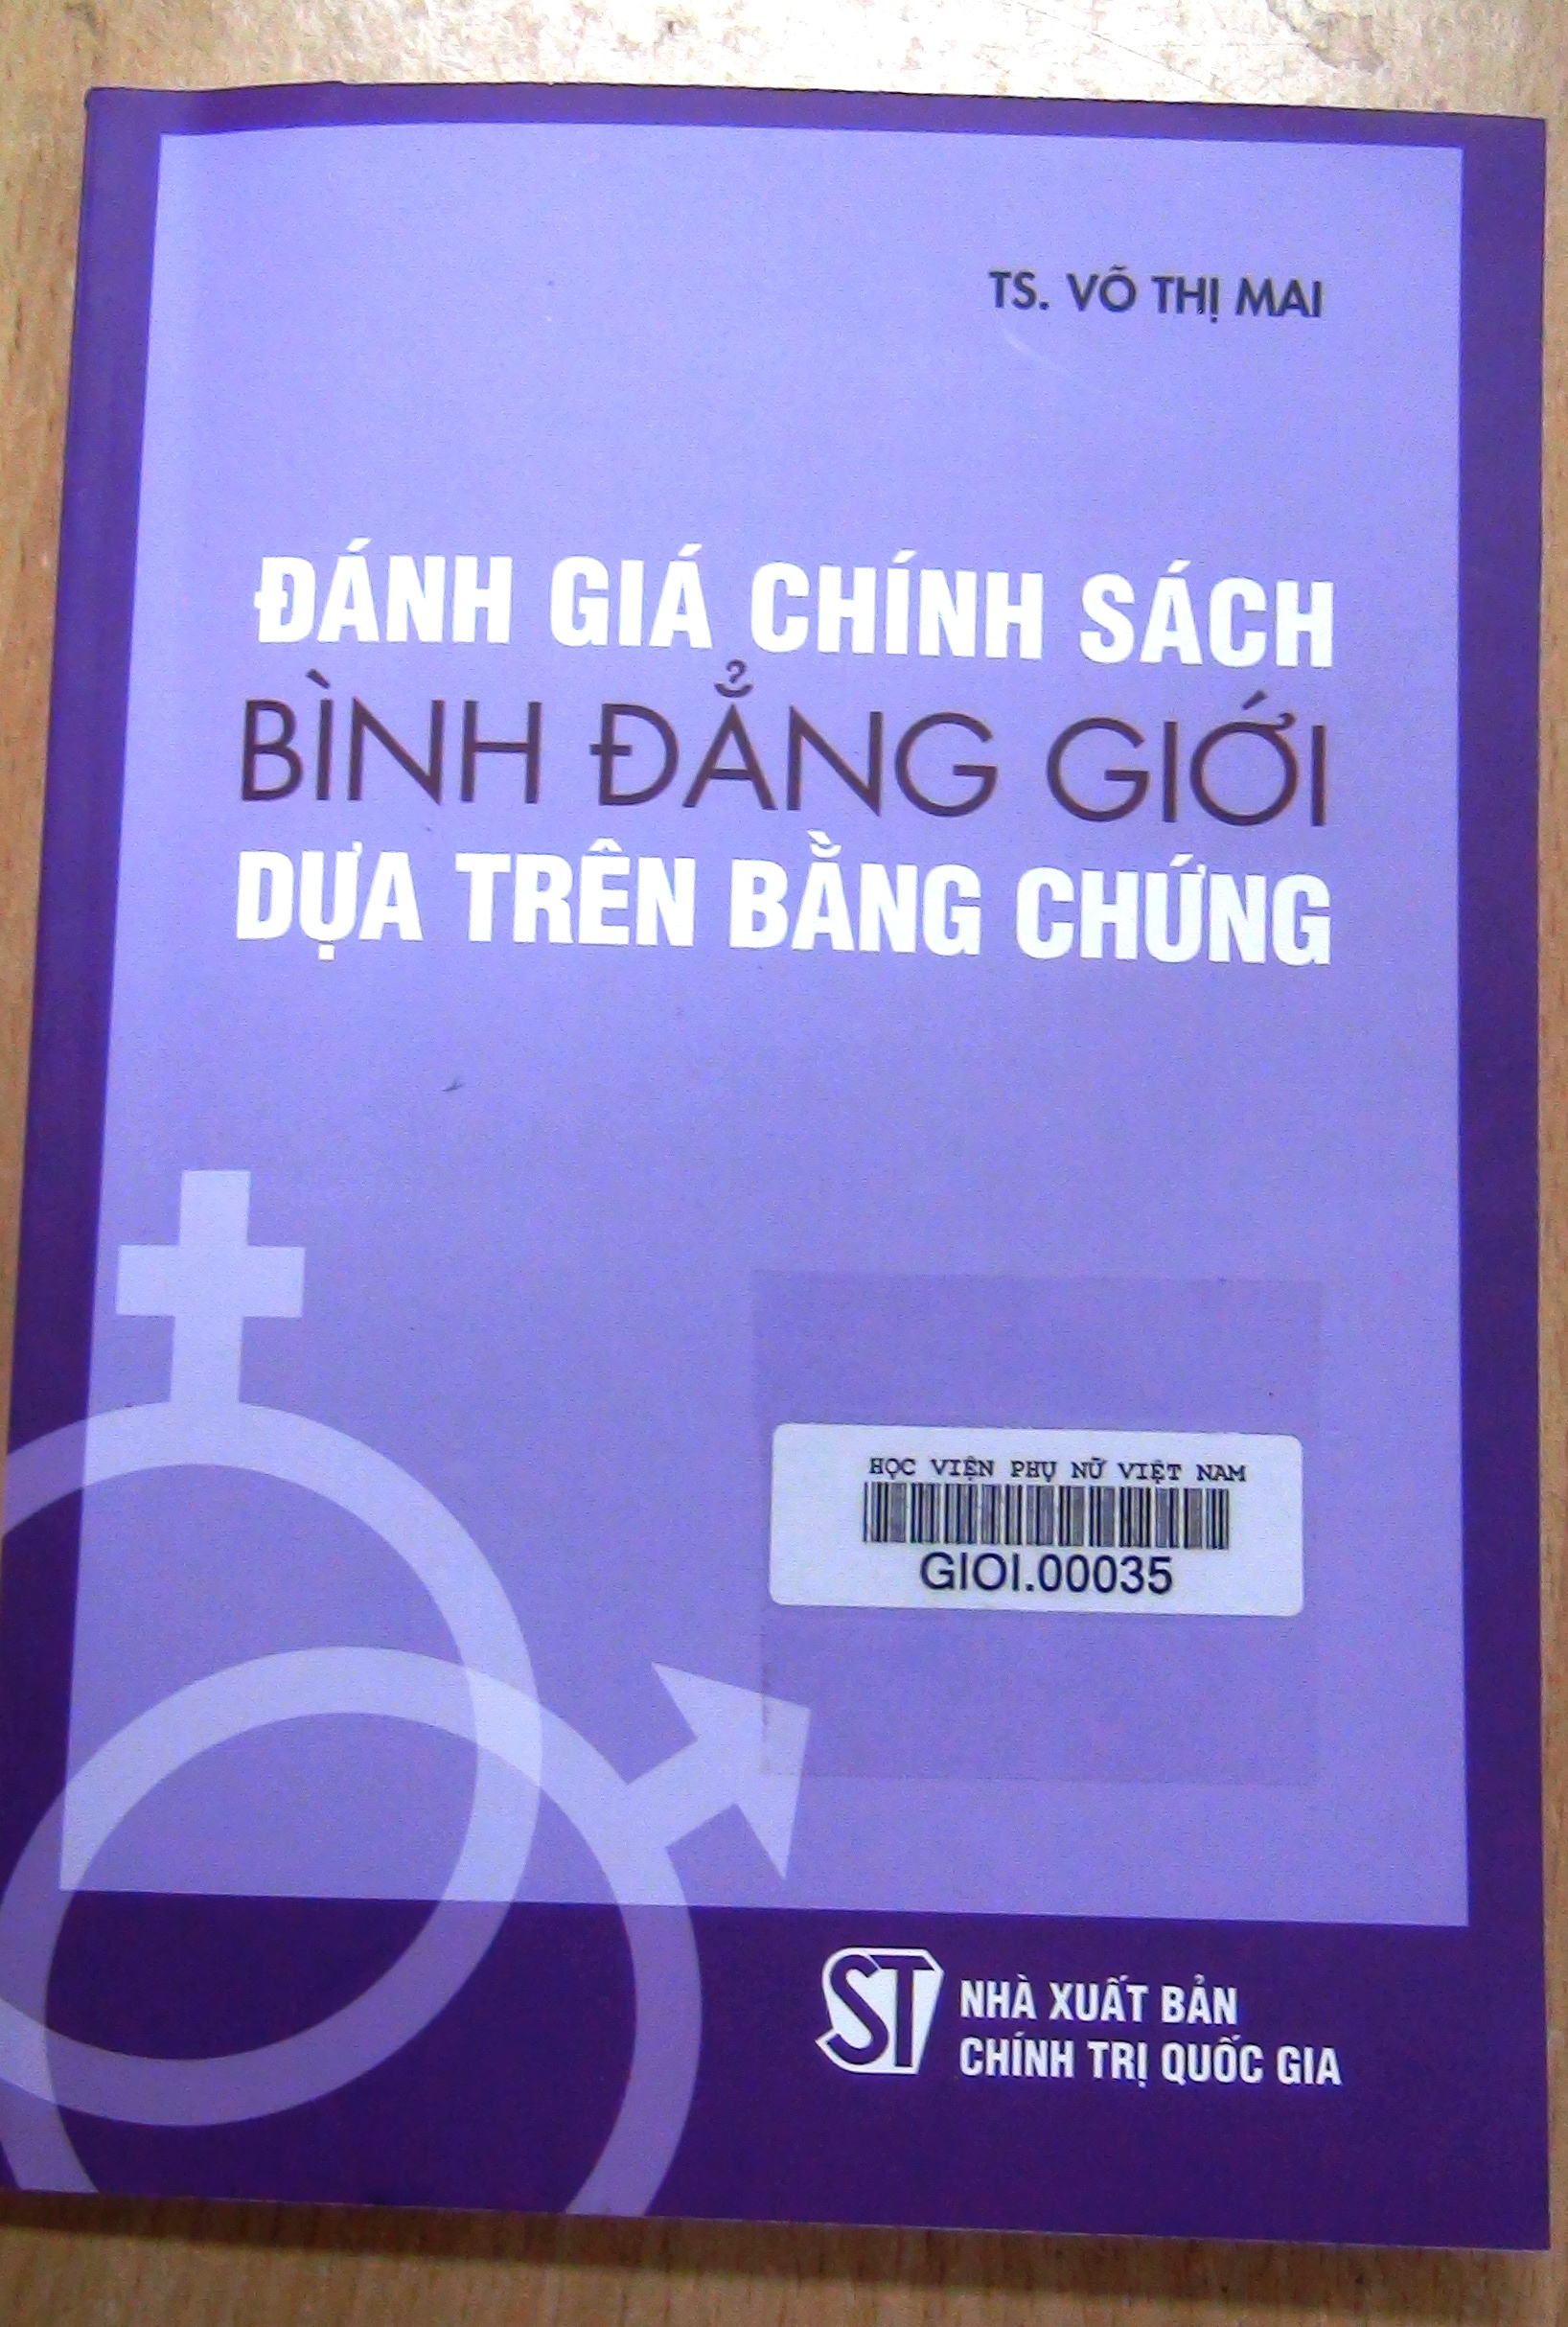 TS. VÕ THỊ MAI
ĐÁNH GIÁ CHÍNH SÁCH
BÌNH ĐẲNG GIỚI
DỰA TRÊN BẰNG CHỨNG
HỌC VIỆN PHỤ NỮ VIỆT NAM
GIOI.00035
ST
NHÀ XUẤT BẢN
CHÍNH TRỊ QUỐC GIA